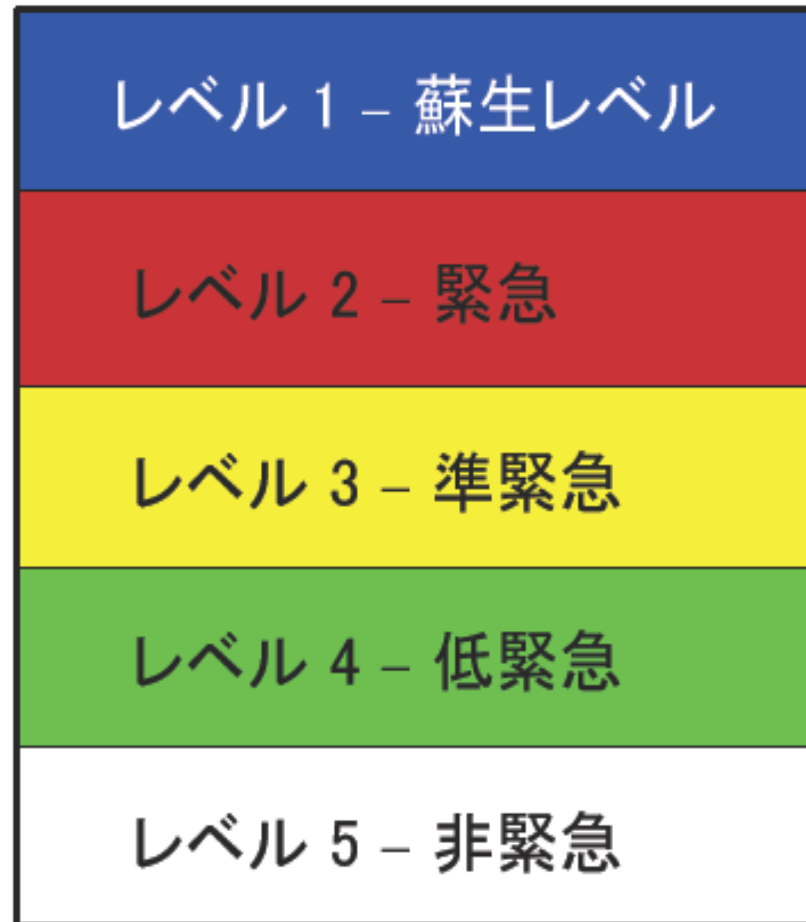 レベル 1 – 蘇生レベル
レベル 2 – 緊急
レベル 3 – 準緊急
レベル 4 – 低緊急
レベル 5 – 非緊急